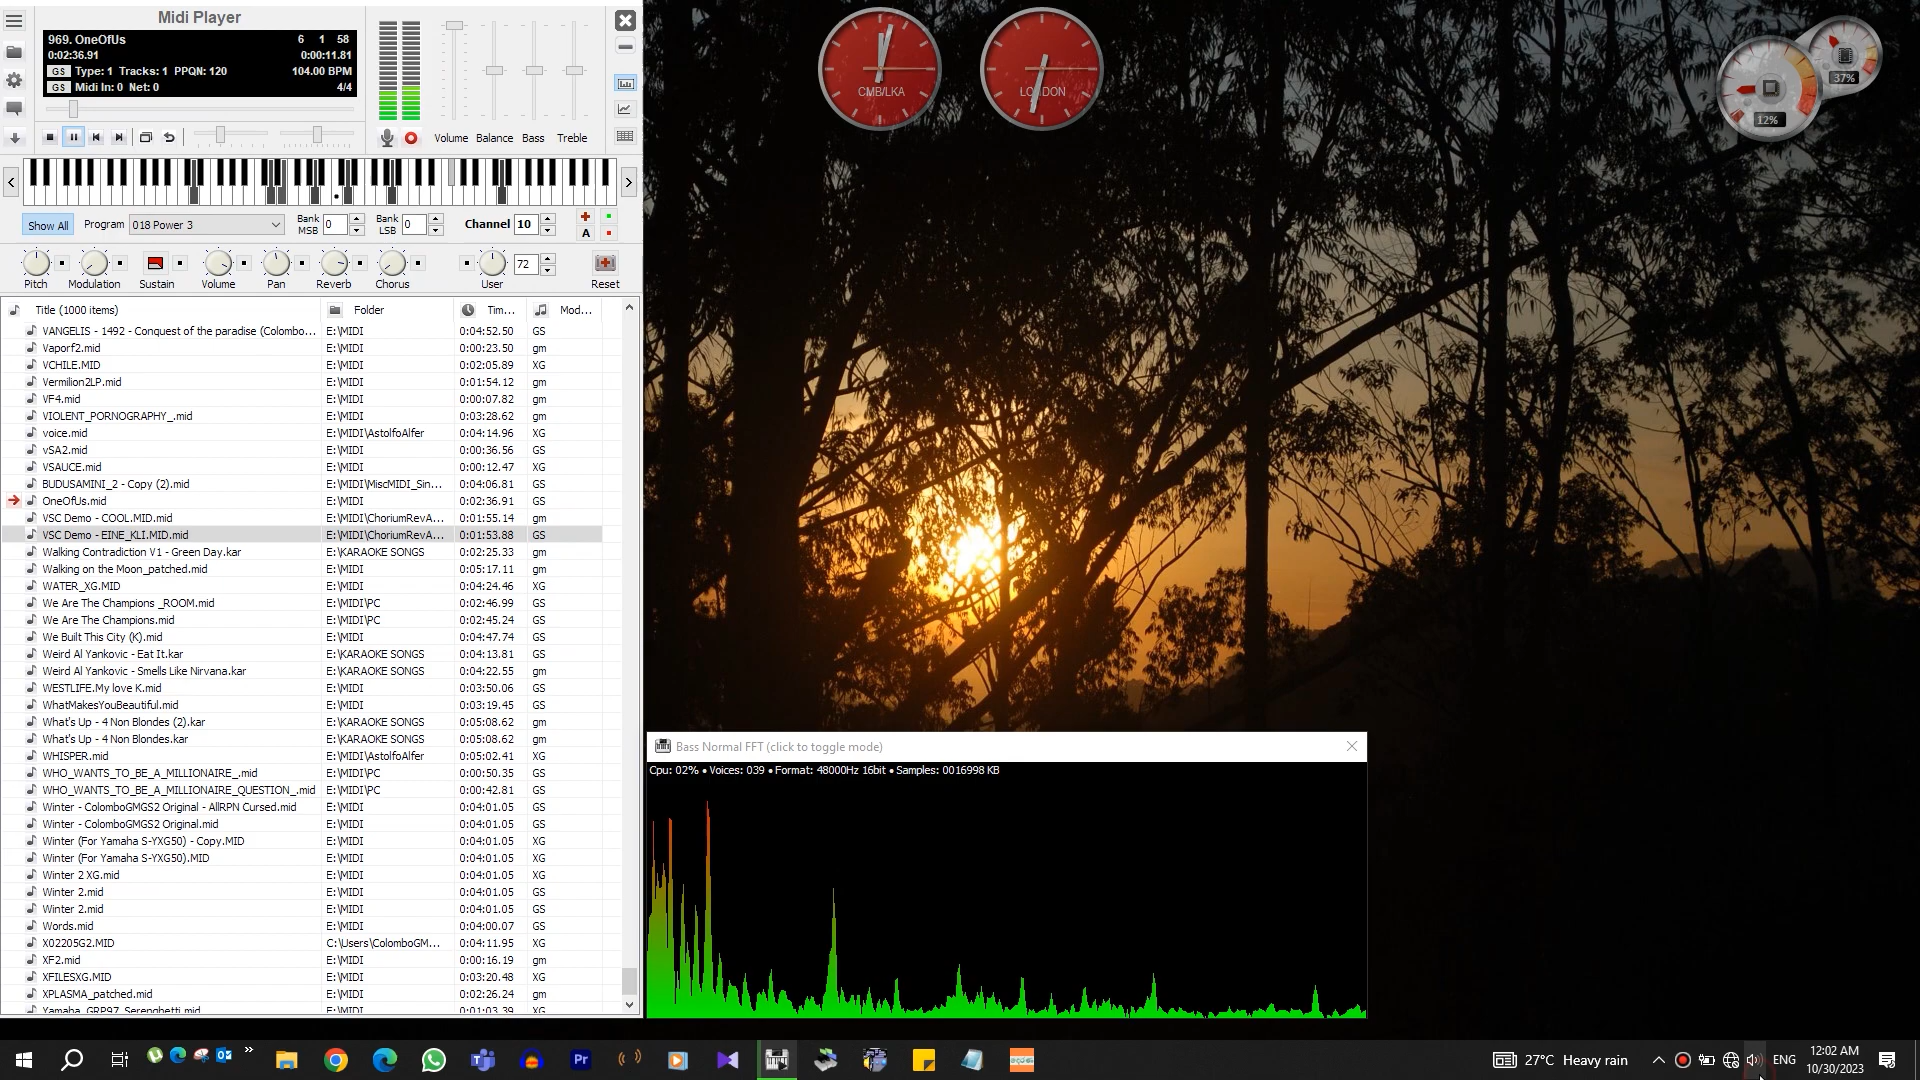 Midi Player
969. OneOfUs 6 1 58
0:02:36.91 0:00:11.81
GS Type: 1 Tracks: 1 PPQN: 120 104.00 BPM
GS Midi In: 0 Net: 0 4/4
Volume Balance Bass Treble
Show All Program 018 Power 3 Bank MSB 0 Bank LSB 0 Channel 10 A
72
Pitch Modulation Sustain Volume Pan Reverb Chorus User Reset
Title (1000 items) Folder Tim... Mod...
VANGELIS - 1492 - Conquest of the paradise (Colombo... E:\MIDI 0:04:52.50 GS
Vaporf2.mid E:\MIDI 0:00:23.50 gm
VCHILE.MID E:\MIDI 0:02:05.89 XG
Vermilion2LP.mid E:\MIDI 0:01:54.12 gm
VF4.mid E:\MIDI 0:00:07.82 gm
VIOLENT_PORNOGRAPHY_.mid E:\MIDI 0:03:28.62 gm
voice.mid E:\MIDI\AstolfoAlfer 0:04:14.96 XG
vSA2.mid E:\MIDI 0:00:36.56 GS
VSAUCE.mid E:\MIDI 0:00:12.47 XG
BUDUSAMINI_2 - Copy (2).mid E:\MIDI\MiscMIDI_Sin... 0:04:06.81 GS
OneOfUs.mid E:\MIDI 0:02:36.91 GS
VSC Demo - COOL.MID.mid E:\MIDI\ChoriumRevA... 0:01:55.14 gm
VSC Demo - EINE_KLI.MID.mid E:\MIDI\ChoriumRevA... 0:01:53.88 GS
Walking Contradiction V1 - Green Day.kar E:\KARAOKE SONGS 0:02:25.33 gm
Walking on the Moon_patched.mid E:\MIDI 0:05:17.11 gm
WATER_XG.MID E:\MIDI 0:04:24.46 XG
We Are The Champions _ROOM.mid E:\MIDI\PC 0:02:46.99 GS
We Are The Champions.mid E:\MIDI\PC 0:02:45.24 GS
We Built This City (K).mid E:\MIDI 0:04:47.74 GS
Weird Al Yankovic - Eat It.kar E:\KARAOKE SONGS 0:04:13.81 GS
Weird Al Yankovic - Smells Like Nirvana.kar E:\KARAOKE SONGS 0:04:22.55 gm
WESTLIFE.My love K.mid E:\MIDI 0:03:50.06 GS
WhatMakesYouBeautiful.mid E:\MIDI 0:03:19.45 GS
What's Up - 4 Non Blondes (2).kar E:\KARAOKE SONGS 0:05:08.62 gm
What's Up - 4 Non Blondes.kar E:\KARAOKE SONGS 0:05:08.62 gm
WHISPER.mid E:\MIDI\AstolfoAlfer 0:05:02.41 XG
WHO_WANTS_TO_BE_A_MILLIONAIRE_.mid E:\MIDI\PC 0:00:50.35 GS
WHO_WANTS_TO_BE_A_MILLIONAIRE_QUESTION_.mid E:\MIDI\PC 0:00:42.81 GS
Winter - ColomboGMGS2 Original - AllRPN Cursed.mid E:\MIDI 0:04:01.05 GS
Winter - ColomboGMGS2 Original.mid E:\MIDI 0:04:01.05 GS
Winter (For Yamaha S-YXG50) - Copy.MID E:\MIDI 0:04:01.05 XG
Winter (For Yamaha S-YXG50).MID E:\MIDI 0:04:01.05 XG
Winter 2 XG.mid E:\MIDI 0:04:01.05 XG
Winter 2.mid E:\MIDI 0:04:01.05 GS
Winter 2.mid E:\MIDI 0:04:01.05 GS
Words.mid E:\MIDI 0:04:00.07 GS
X02205G2.MID C:\Users\ColomboGM... 0:04:11.95 XG
XF2.mid E:\MIDI 0:00:16.19 gm
XFILESXG.MID E:\MIDI 0:03:20.48 XG
XPLASMA_patched.mid E:\MIDI 0:02:26.24 gm
Yamaha_GRP97_Serenghetti.mid E:\MIDI 0:01:03.39 XG
CMB/LKA
LONDON
37%
12%
Bass Normal FFT (click to toggle mode)
Cpu: 02% • Voices: 039 • Format: 48000Hz 16bit • Samples: 0016998 KB
Pr
27°C Heavy rain
ENG
12:02 AM
10/30/2023